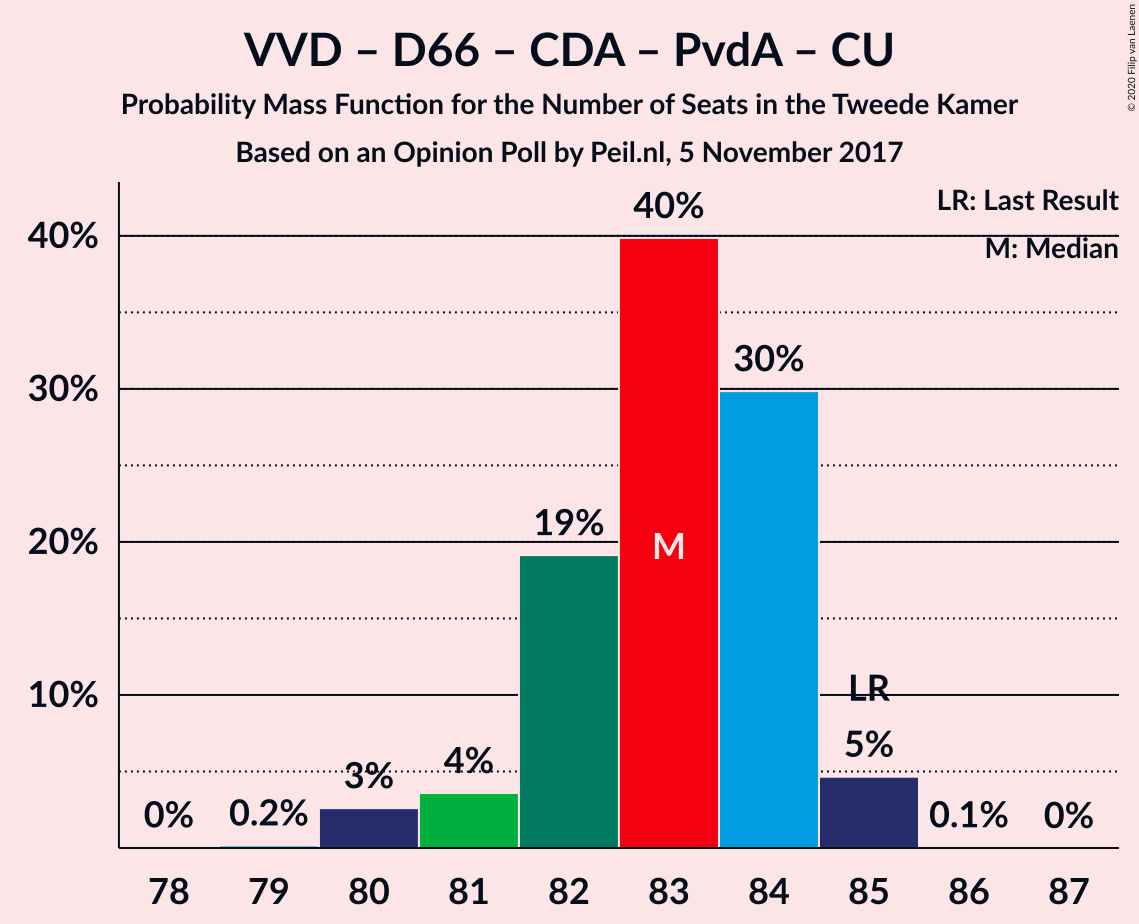 VVD – D66 – CDA – PvdA – CU
Probability Mass Function for the Number of Seats in the Tweede Kamer
Based on an Opinion Poll by Peil.nl, 5 November 2017
© 2020 Filip van Laenen
LR: Last Result
M: Median
40%
30%
20%
10%
0%
0.2%
3%
4%
19%
40%
M
30%
LR
5%
0.1%
0%
78 79 80 81 82 83 84 85 86 87